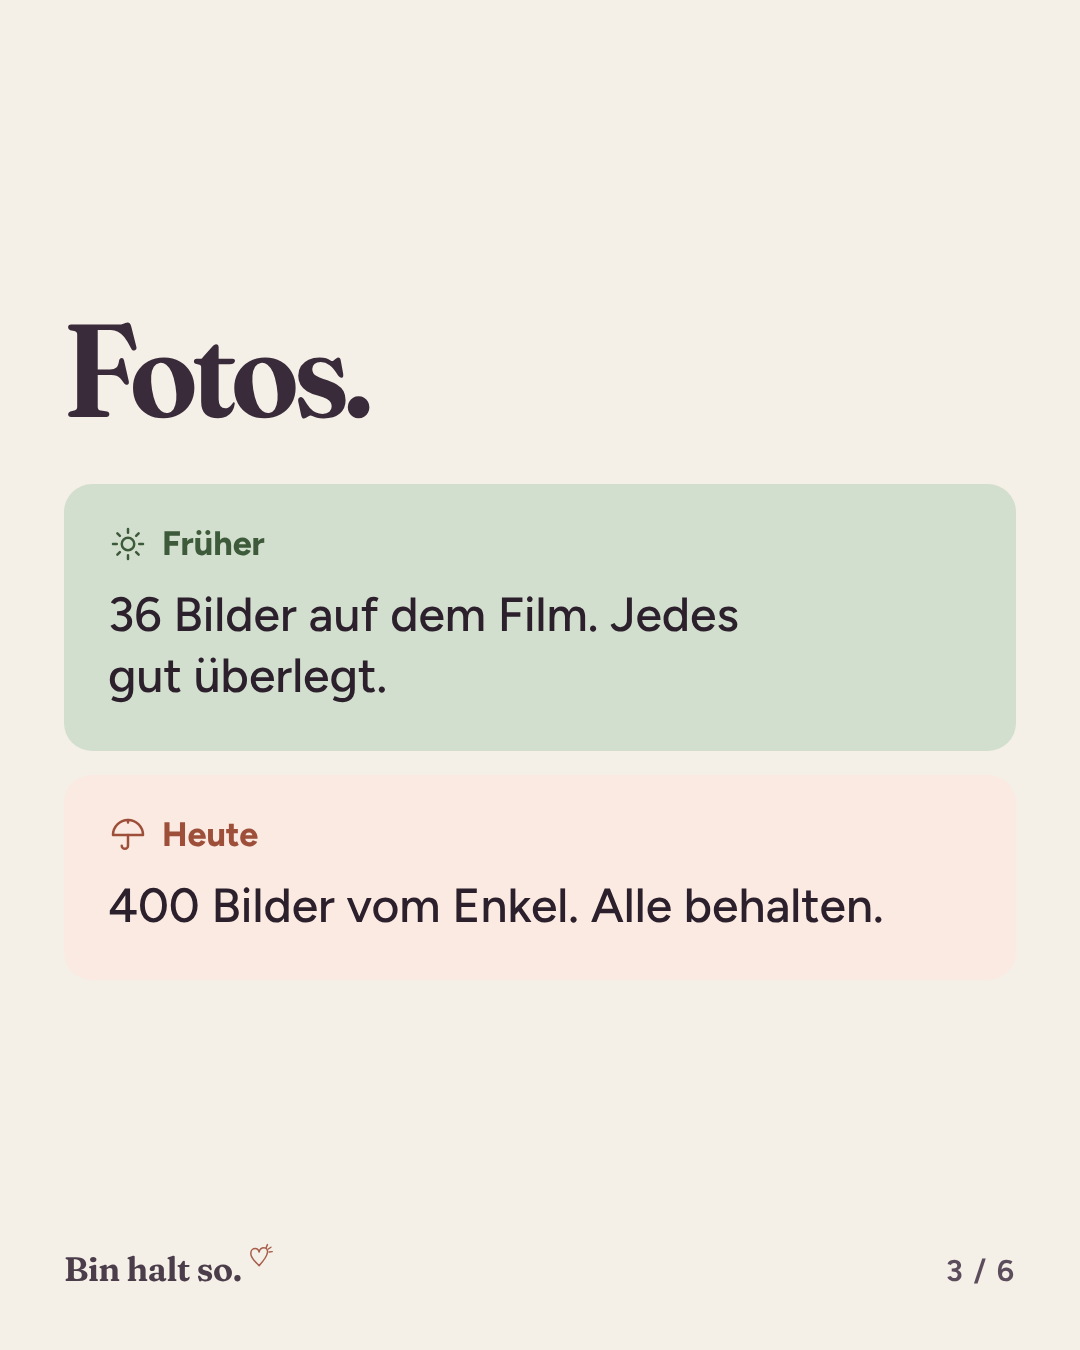 Fotos.
Früher
36 Bilder auf dem Film. Jedes
gut überlegt.
Heute
400 Bilder vom Enkel. Alle behalten.
Bin halt so.
3 / 6